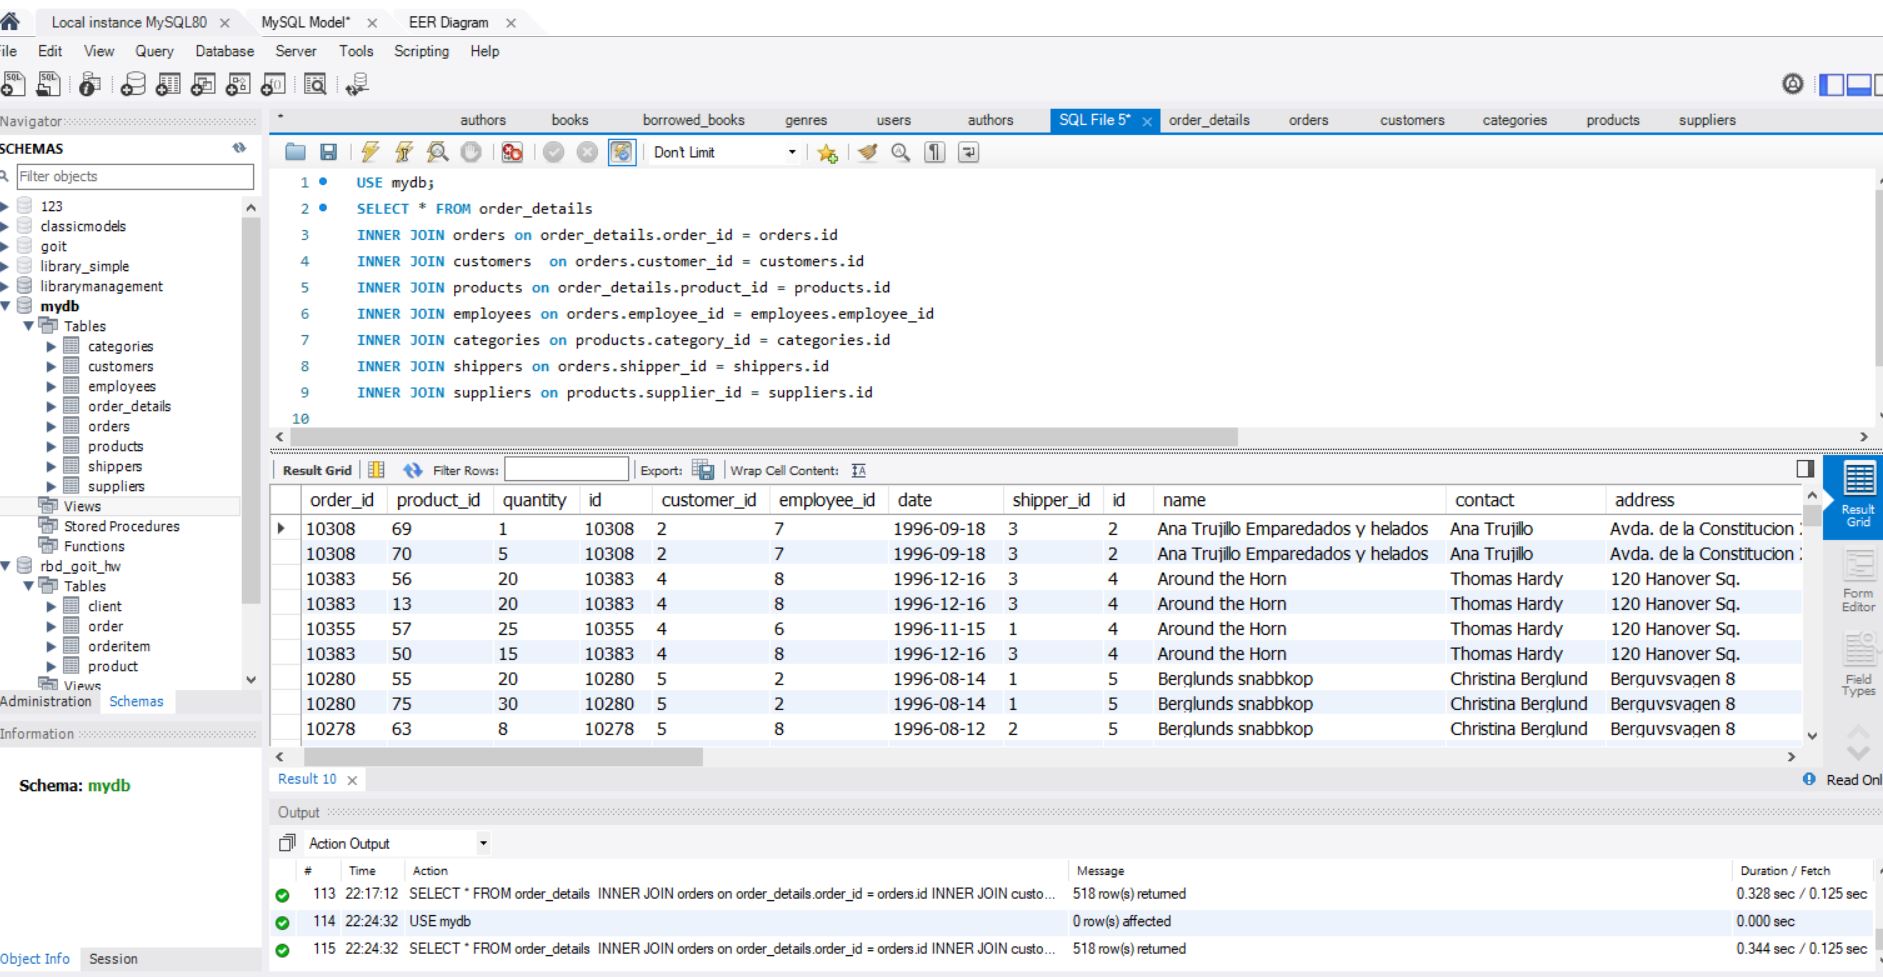 Local instance MySQL80 × MySQL Model* × EER Diagram ×
File Edit View Query Database Server Tools Scripting Help
Navigator
* authors books borrowed_books genres users authors SQL File 5* × order_details orders customers categories products suppliers
SCHEMAS
Don't Limit
Filter objects
123
classicmodels
goit
library_simple
librarymanagement
mydb
Tables
categories
customers
employees
order_details
orders
products
shippers
suppliers
Views
Stored Procedures
Functions
rbd_goit_hw
Tables
client
order
orderitem
product
Views
Administration Schemas
Information
Schema: mydb
Object Info Session
1 USE mydb;
2 SELECT * FROM order_details
3 INNER JOIN orders on order_details.order_id = orders.id
4 INNER JOIN customers  on orders.customer_id = customers.id
5 INNER JOIN products on order_details.product_id = products.id
6 INNER JOIN employees on orders.employee_id = employees.employee_id
7 INNER JOIN categories on products.category_id = categories.id
8 INNER JOIN shippers on orders.shipper_id = shippers.id
9 INNER JOIN suppliers on products.supplier_id = suppliers.id
10
Result Grid Filter Rows: Export: Wrap Cell Content:
order_id product_id quantity id customer_id employee_id date shipper_id id name contact address
10308 69 1 10308 2 7 1996-09-18 3 2 Ana Trujillo Emparedados y helados Ana Trujillo Avda. de la Constitucion
10308 70 5 10308 2 7 1996-09-18 3 2 Ana Trujillo Emparedados y helados Ana Trujillo Avda. de la Constitucion
10383 56 20 10383 4 8 1996-12-16 3 4 Around the Horn Thomas Hardy 120 Hanover Sq.
10383 13 20 10383 4 8 1996-12-16 3 4 Around the Horn Thomas Hardy 120 Hanover Sq.
10355 57 25 10355 4 6 1996-11-15 1 4 Around the Horn Thomas Hardy 120 Hanover Sq.
10383 50 15 10383 4 8 1996-12-16 3 4 Around the Horn Thomas Hardy 120 Hanover Sq.
10280 55 20 10280 5 2 1996-08-14 1 5 Berglunds snabbkop Christina Berglund Berguvsvagen 8
10280 75 30 10280 5 2 1996-08-14 1 5 Berglunds snabbkop Christina Berglund Berguvsvagen 8
10278 63 8 10278 5 8 1996-08-12 2 5 Berglunds snabbkop Christina Berglund Berguvsvagen 8
Result
Grid
Form
Editor
Field
Types
Result 10 × Read Onl
Output
Action Output
# Time Action Message Duration / Fetch
113 22:17:12 SELECT * FROM order_details  INNER JOIN orders on order_details.order_id = orders.id INNER JOIN custo... 518 row(s) returned 0.328 sec / 0.125 sec
114 22:24:32 USE mydb 0 row(s) affected 0.000 sec
115 22:24:32 SELECT * FROM order_details  INNER JOIN orders on order_details.order_id = orders.id INNER JOIN custo... 518 row(s) returned 0.344 sec / 0.125 sec